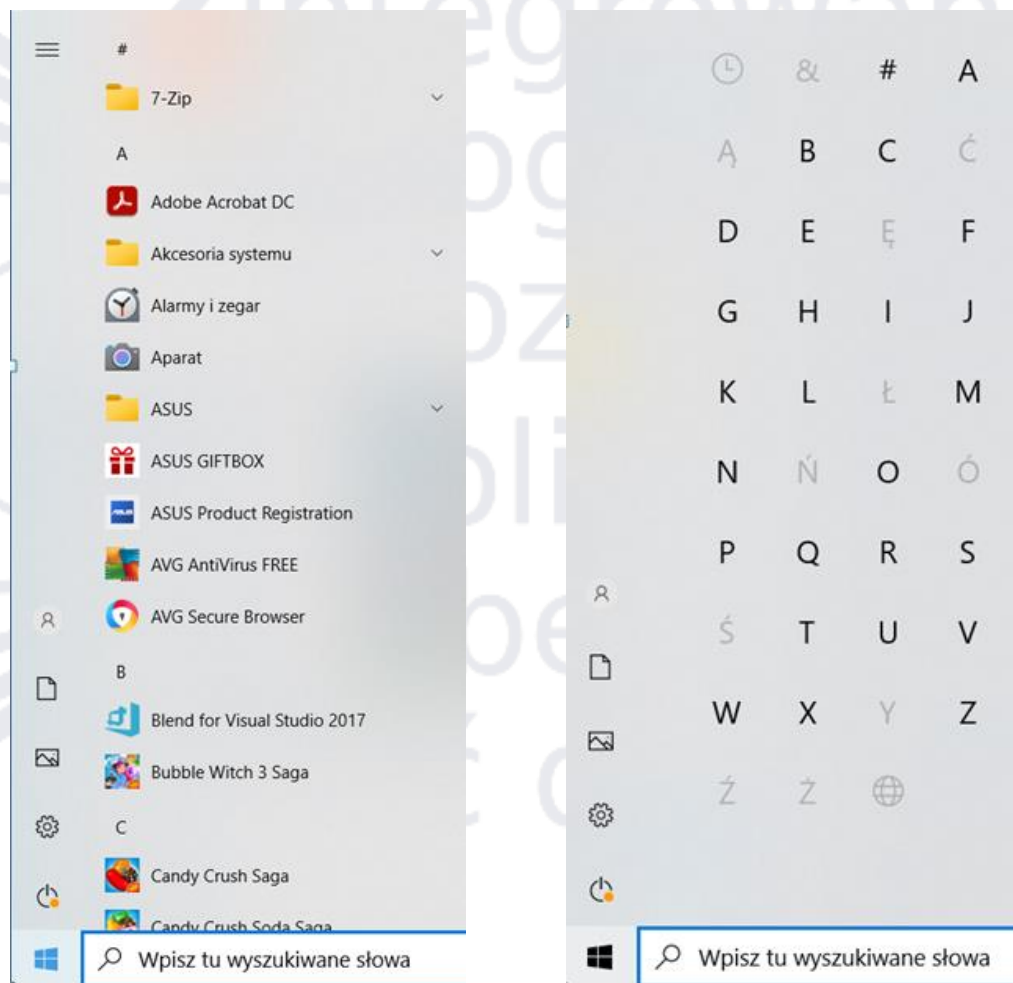 #
7-Zip
A
Adobe Acrobat DC
Akcesoria systemu
Alarmy i zegar
Aparat
ASUS
ASUS GIFTBOX
ASUS Product Registration
AVG AntiVirus FREE
AVG Secure Browser
B
Blend for Visual Studio 2017
Bubble Witch 3 Saga
C
Candy Crush Saga
Candy Crush Soda Saga
Wpisz tu wyszukiwane słowa
& # A
Ą B C Ć
D E Ę F
G H I J
K L Ł M
N Ń O Ó
P Q R S
Ś T U V
W X Y Z
Ź Ż
Wpisz tu wyszukiwane słowa